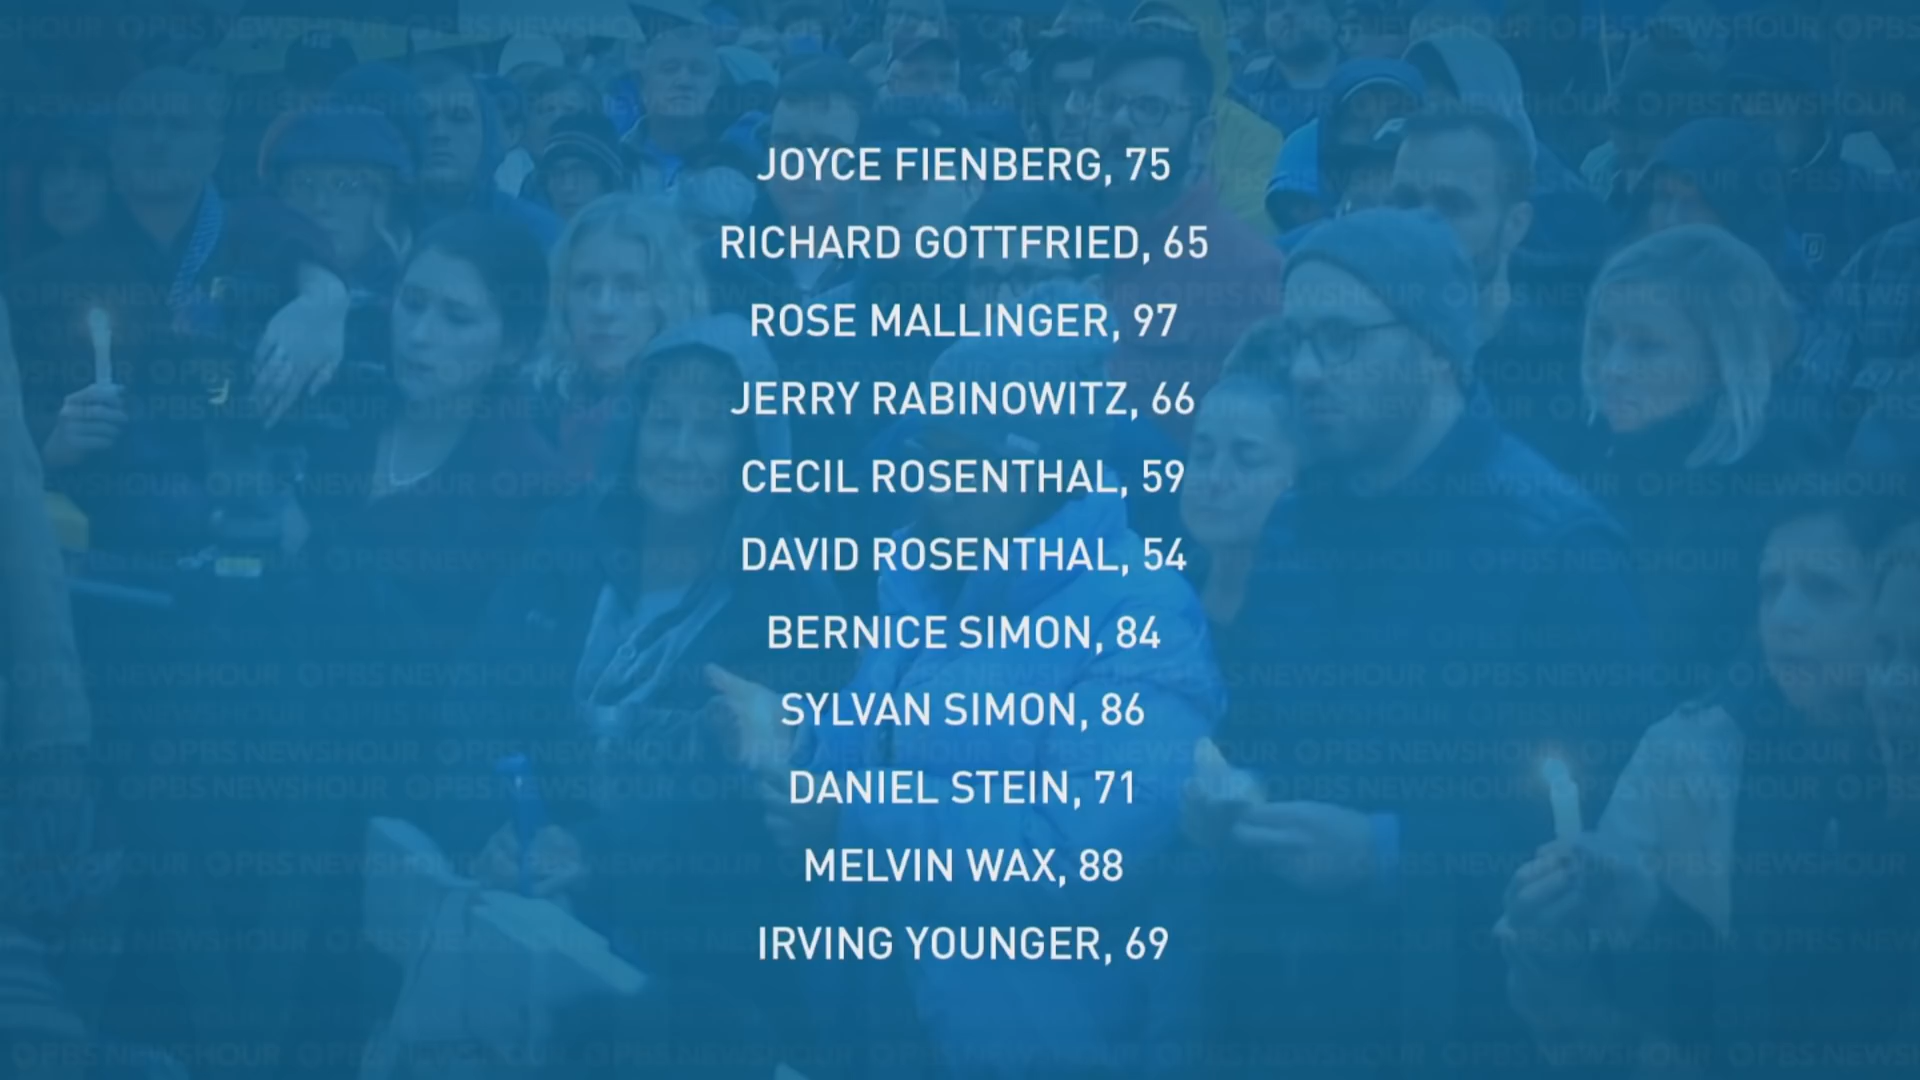 JOYCE FIENBERG, 75
RICHARD GOTTFRIED, 65
ROSE MALLINGER, 97
JERRY RABINOWITZ, 66
CECIL ROSENTHAL, 59
DAVID ROSENTHAL, 54
BERNICE SIMON, 84
SYLVAN SIMON, 86
DANIEL STEIN, 71
MELVIN WAX, 88
IRVING YOUNGER, 69